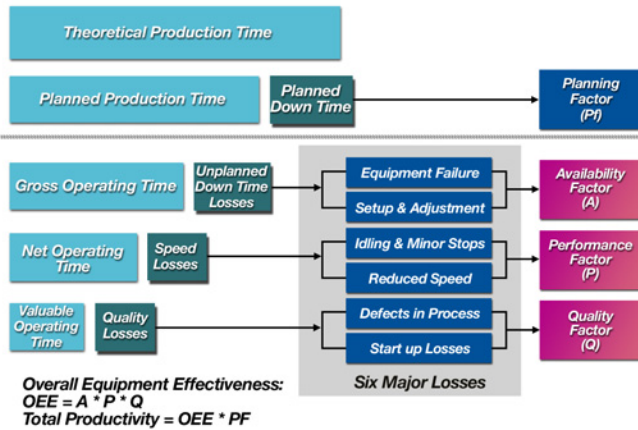 Theoretical Production Time
Planned Production Time
Planned
Down Time
Planning
Factor
(Pf)
Gross Operating Time
Unplanned
Down Time
Losses
Equipment Failure
Setup & Adjustment
Availability
Factor
(A)
Net Operating
Time
Speed
Losses
Idling & Minor Stops
Reduced Speed
Performance
Factor
(P)
Valuable
Operating
Time
Quality
Losses
Defects in Process
Start up Losses
Quality
Factor
(Q)
Six Major Losses
Overall Equipment Effectiveness:
OEE = A * P * Q
Total Productivity = OEE * PF